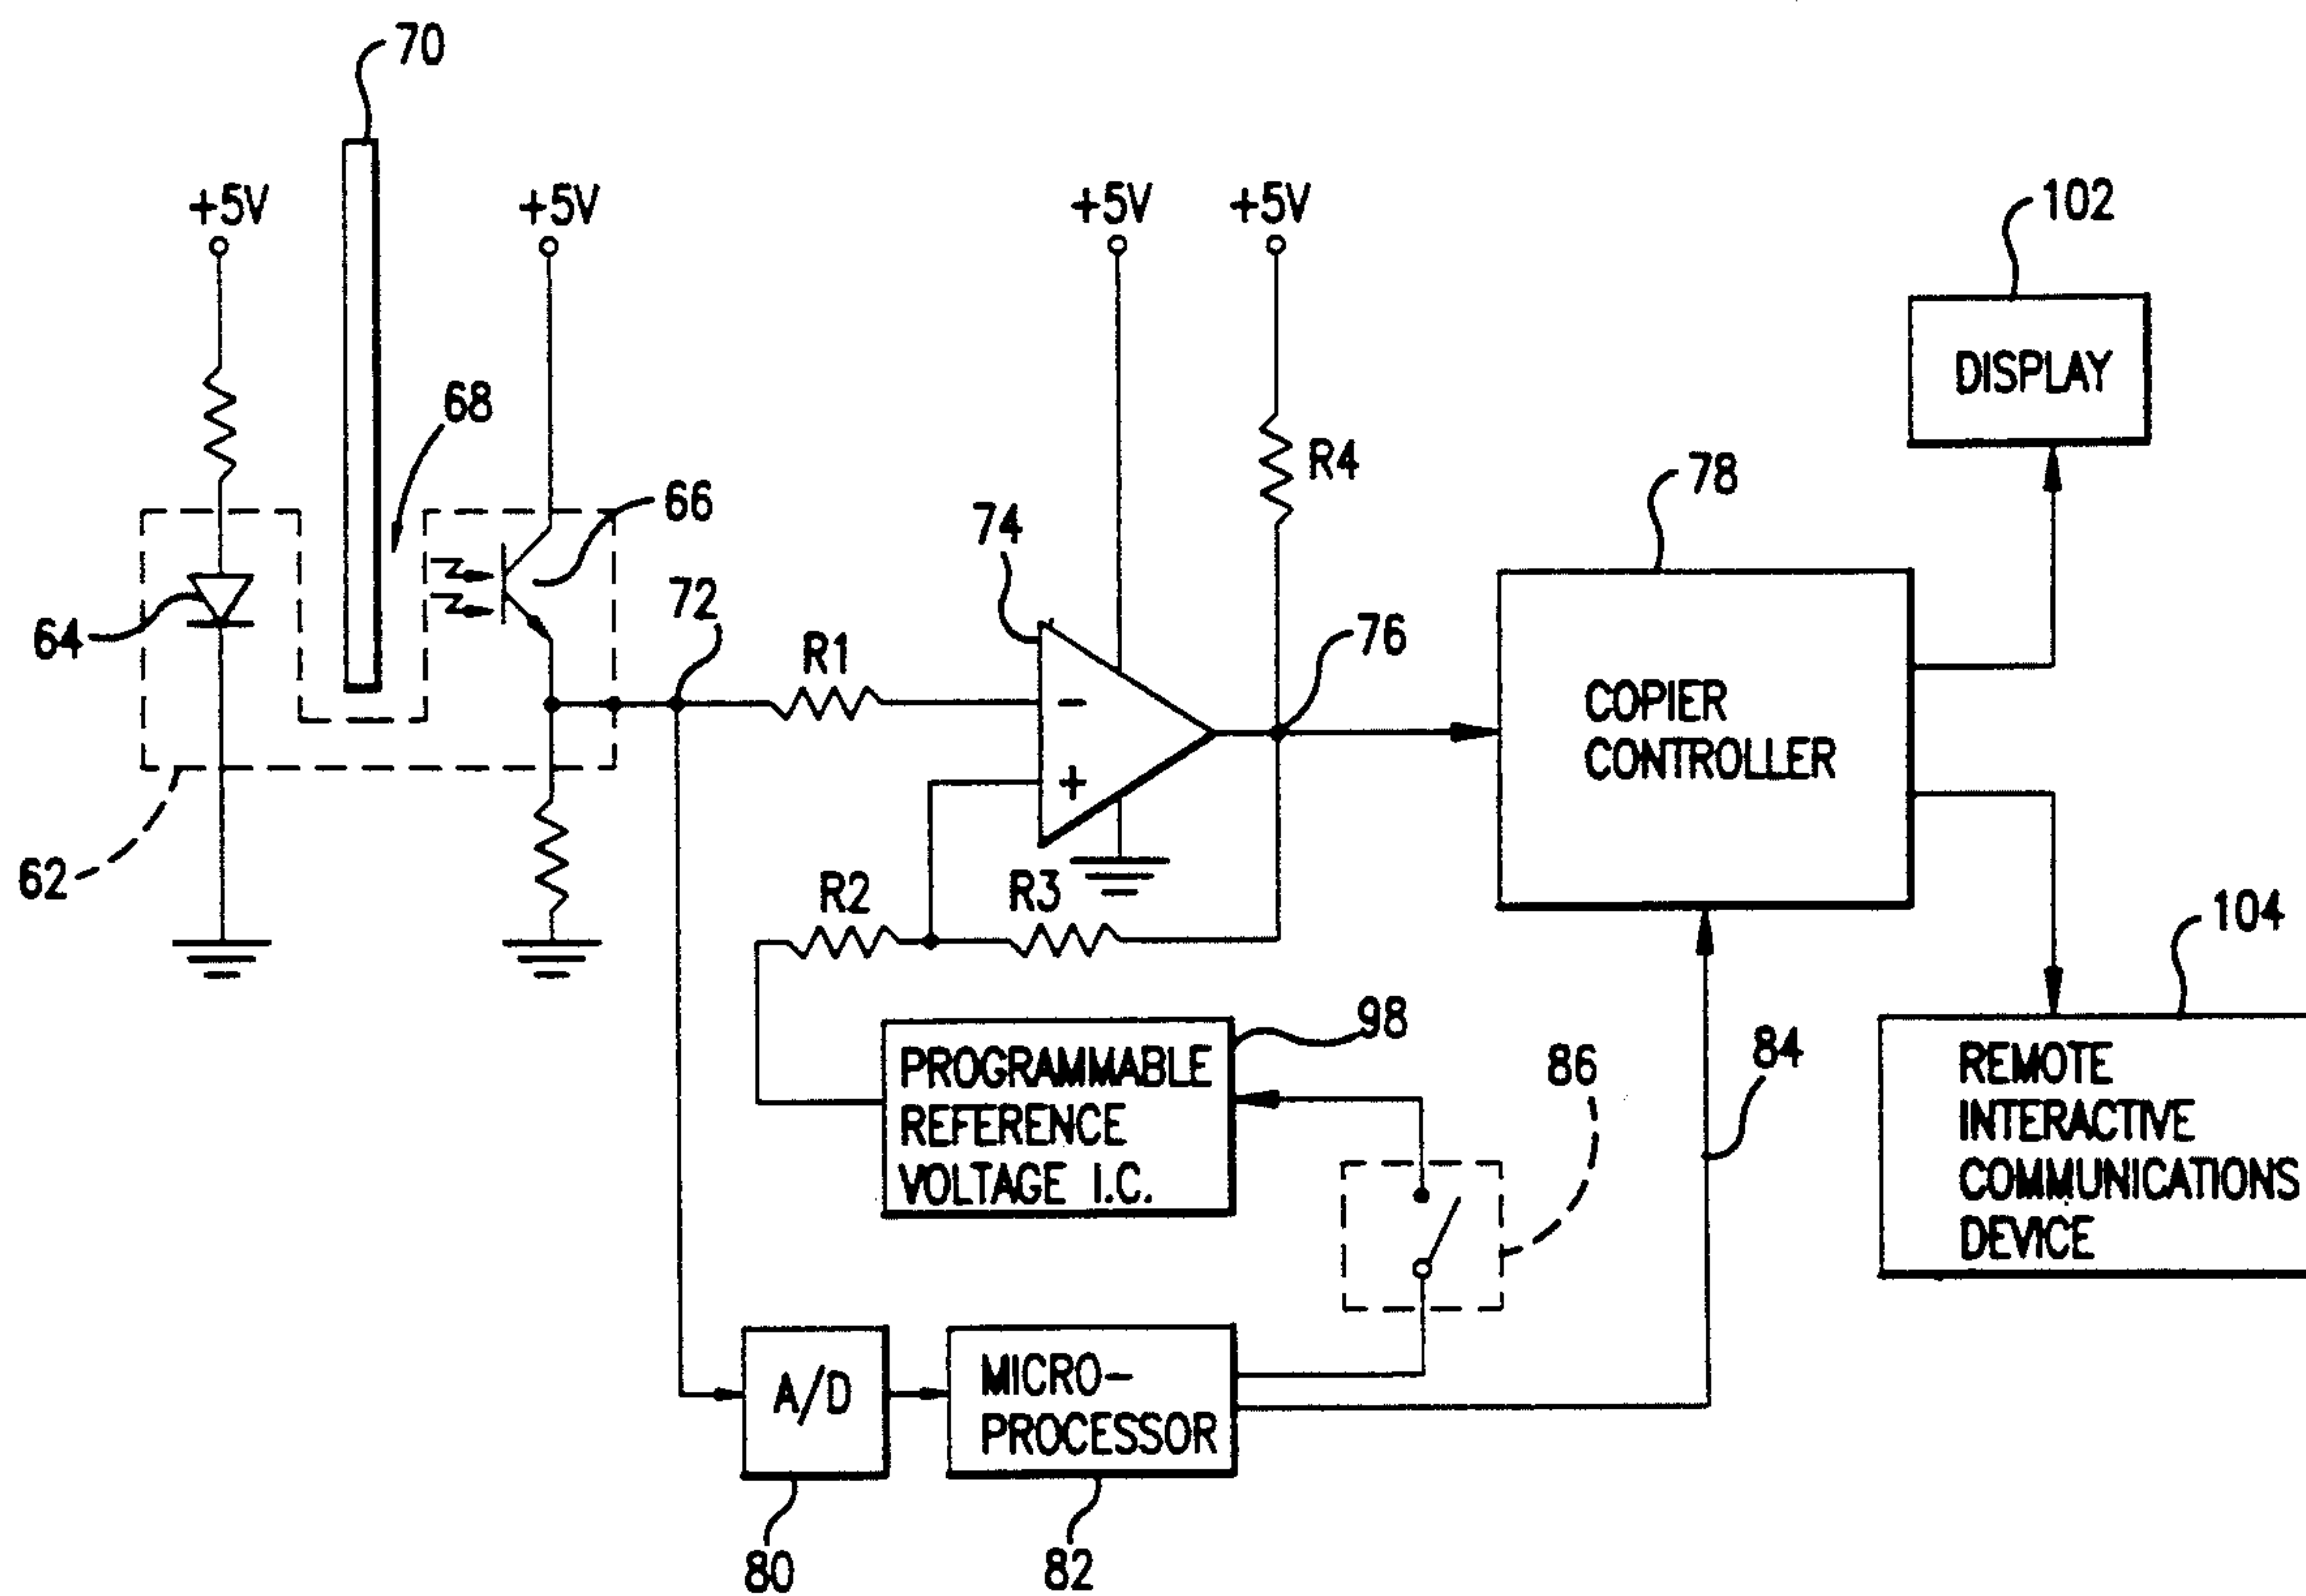 70
+5V
+5V
+5V
+5V
102
DISPLAY
68
R4
66
74
78
72
76
64
R1
COPIER
CONTROLLER
-
+
62
R2
R3
104
98
84
86
PROGRAMMABLE
REFERENCE
VOLTAGE I.C.
REMOTE
INTERACTIVE
COMMUNICATIONS
DEVICE
A/D
MICRO-
PROCESSOR
80
82